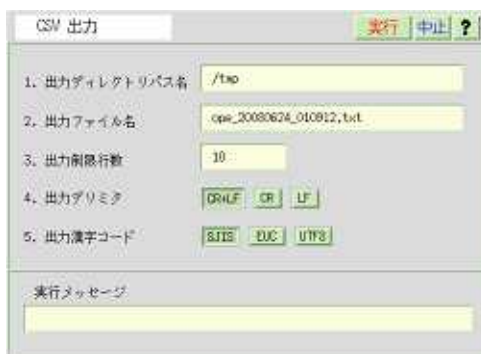 CSV 出力
実行 中止 ?
1. 出力ディレクトリパス名 /tmp
2. 出力ファイル名 ope_20080624_010912.txt
3. 出力制限行数 10
4. 出力デリミタ CR+LF CR LF
5. 出力漢字コード SJIS EUC UTF8
実行メッセージ